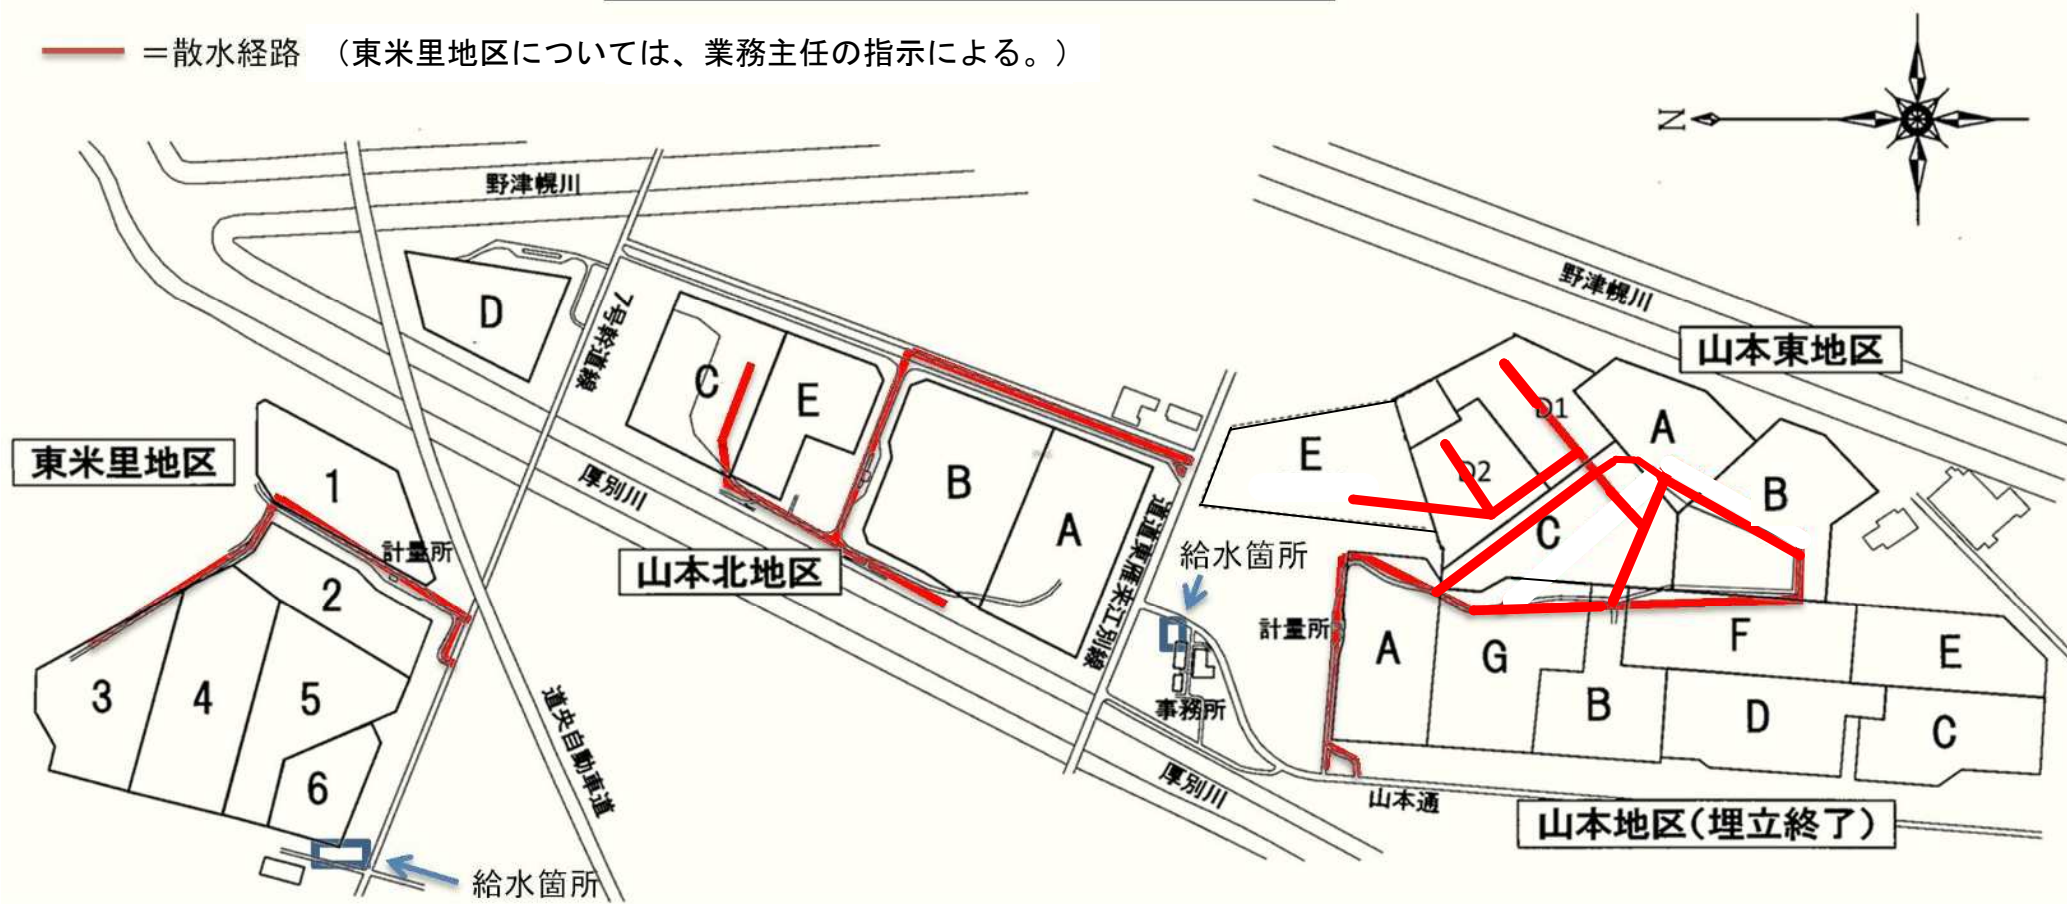 =散水経路 (東米里地区については、業務主任の指示による。)
N
野津幌川
野津幌川
山本東地区
D
7号幹道線
C
E
D1
A
E
D2
B
東米里地区
1
厚別川
B
A
C
計量所
2
山本北地区
道道東雁来江別線
給水箇所
計量所
3
4
5
6
A
G
F
E
B
D
C
道央自動車道
事務所
厚別川
山本通
山本地区(埋立終了)
給水箇所